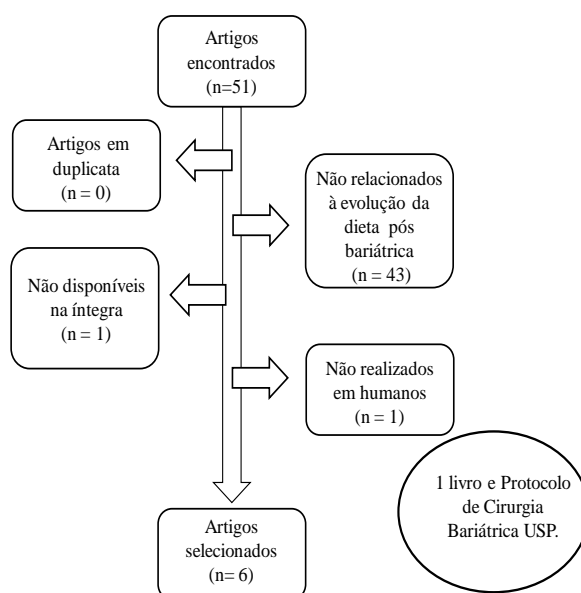 Artigos
encontrados
(n=51)
Artigos em
duplicata
(n = 0)
Não relacionados
à evolução da
dieta pós
bariátrica
(n = 43)
Não disponíveis
na íntegra
(n = 1)
Não realizados
em humanos
(n = 1)
1 livro e Protocolo
de Cirurgia
Bariátrica USP.
Artigos
selecionados
(n= 6)